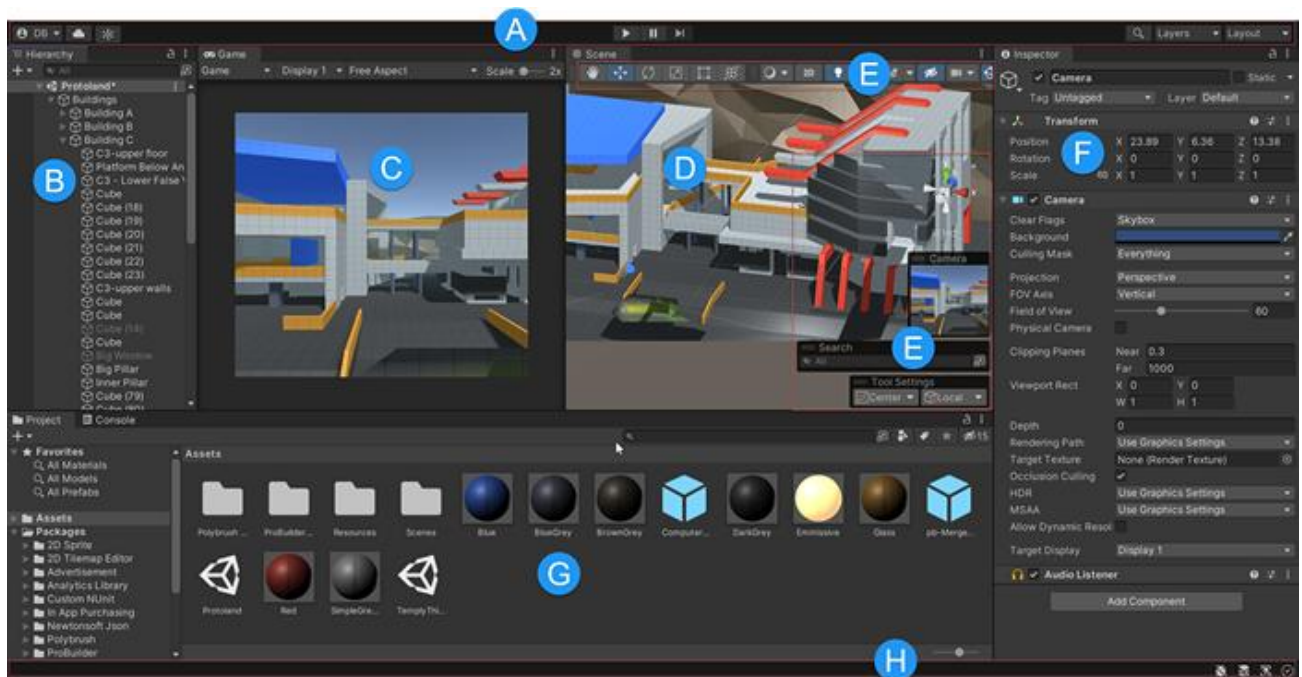 A
DB
Layers
Layout
Hierarchy
All
Protoland*
Buildings
Building A
Building B
Building C
C3-upper floor
Platform Below An
C3 - Lower False
Cube
Cube (18)
Cube (19)
Cube (20)
Cube (21)
Cube (22)
Cube (23)
C3-upper walls
Cube
Cube
Cube (14)
Cube
Big Window
Big Pillar
Inner Pillar
Cube (79)
Cube (80)
B
Game
Game Display 1 Free Aspect Scale 2x
C
Scene
2D
E
D
Camera
E
Search
All
Tool Settings
Center Local
Inspector
Camera Static
Tag Untagged Layer Default
Transform
F
Position X 23.89 Y 6.36 Z 13.38
Rotation X 0 Y 0 Z 0
Scale X 1 Y 1 Z 1
Camera
Clear Flags Skybox
Background
Culling Mask Everything
Projection Perspective
FOV Axis Vertical
Field of View 60
Physical Camera
Clipping Planes Near 0.3
Far 1000
Viewport Rect X 0 Y 0
W 1 H 1
Depth 0
Rendering Path Use Graphics Settings
Target Texture None (Render Texture)
Occlusion Culling
HDR Use Graphics Settings
MSAA Use Graphics Settings
Allow Dynamic Resol
Target Display Display 1
Audio Listener
Add Component
Project Console
15
Favorites
All Materials
All Models
All Prefabs
Assets
Packages
2D Sprite
2D Tilemap Editor
Advertisement
Analytics Library
Custom NUnit
In App Purchasing
Newtonsoft Json
Polybrush
ProBuilder
Assets
Polybrush ... ProBuilder... Resources Scenes Blue BlueGrey BrownGrey Computer... DarkGrey Emmissive Glass pb-Merge...
G
Protoland Red SimpleGre... TemplyThi...
H